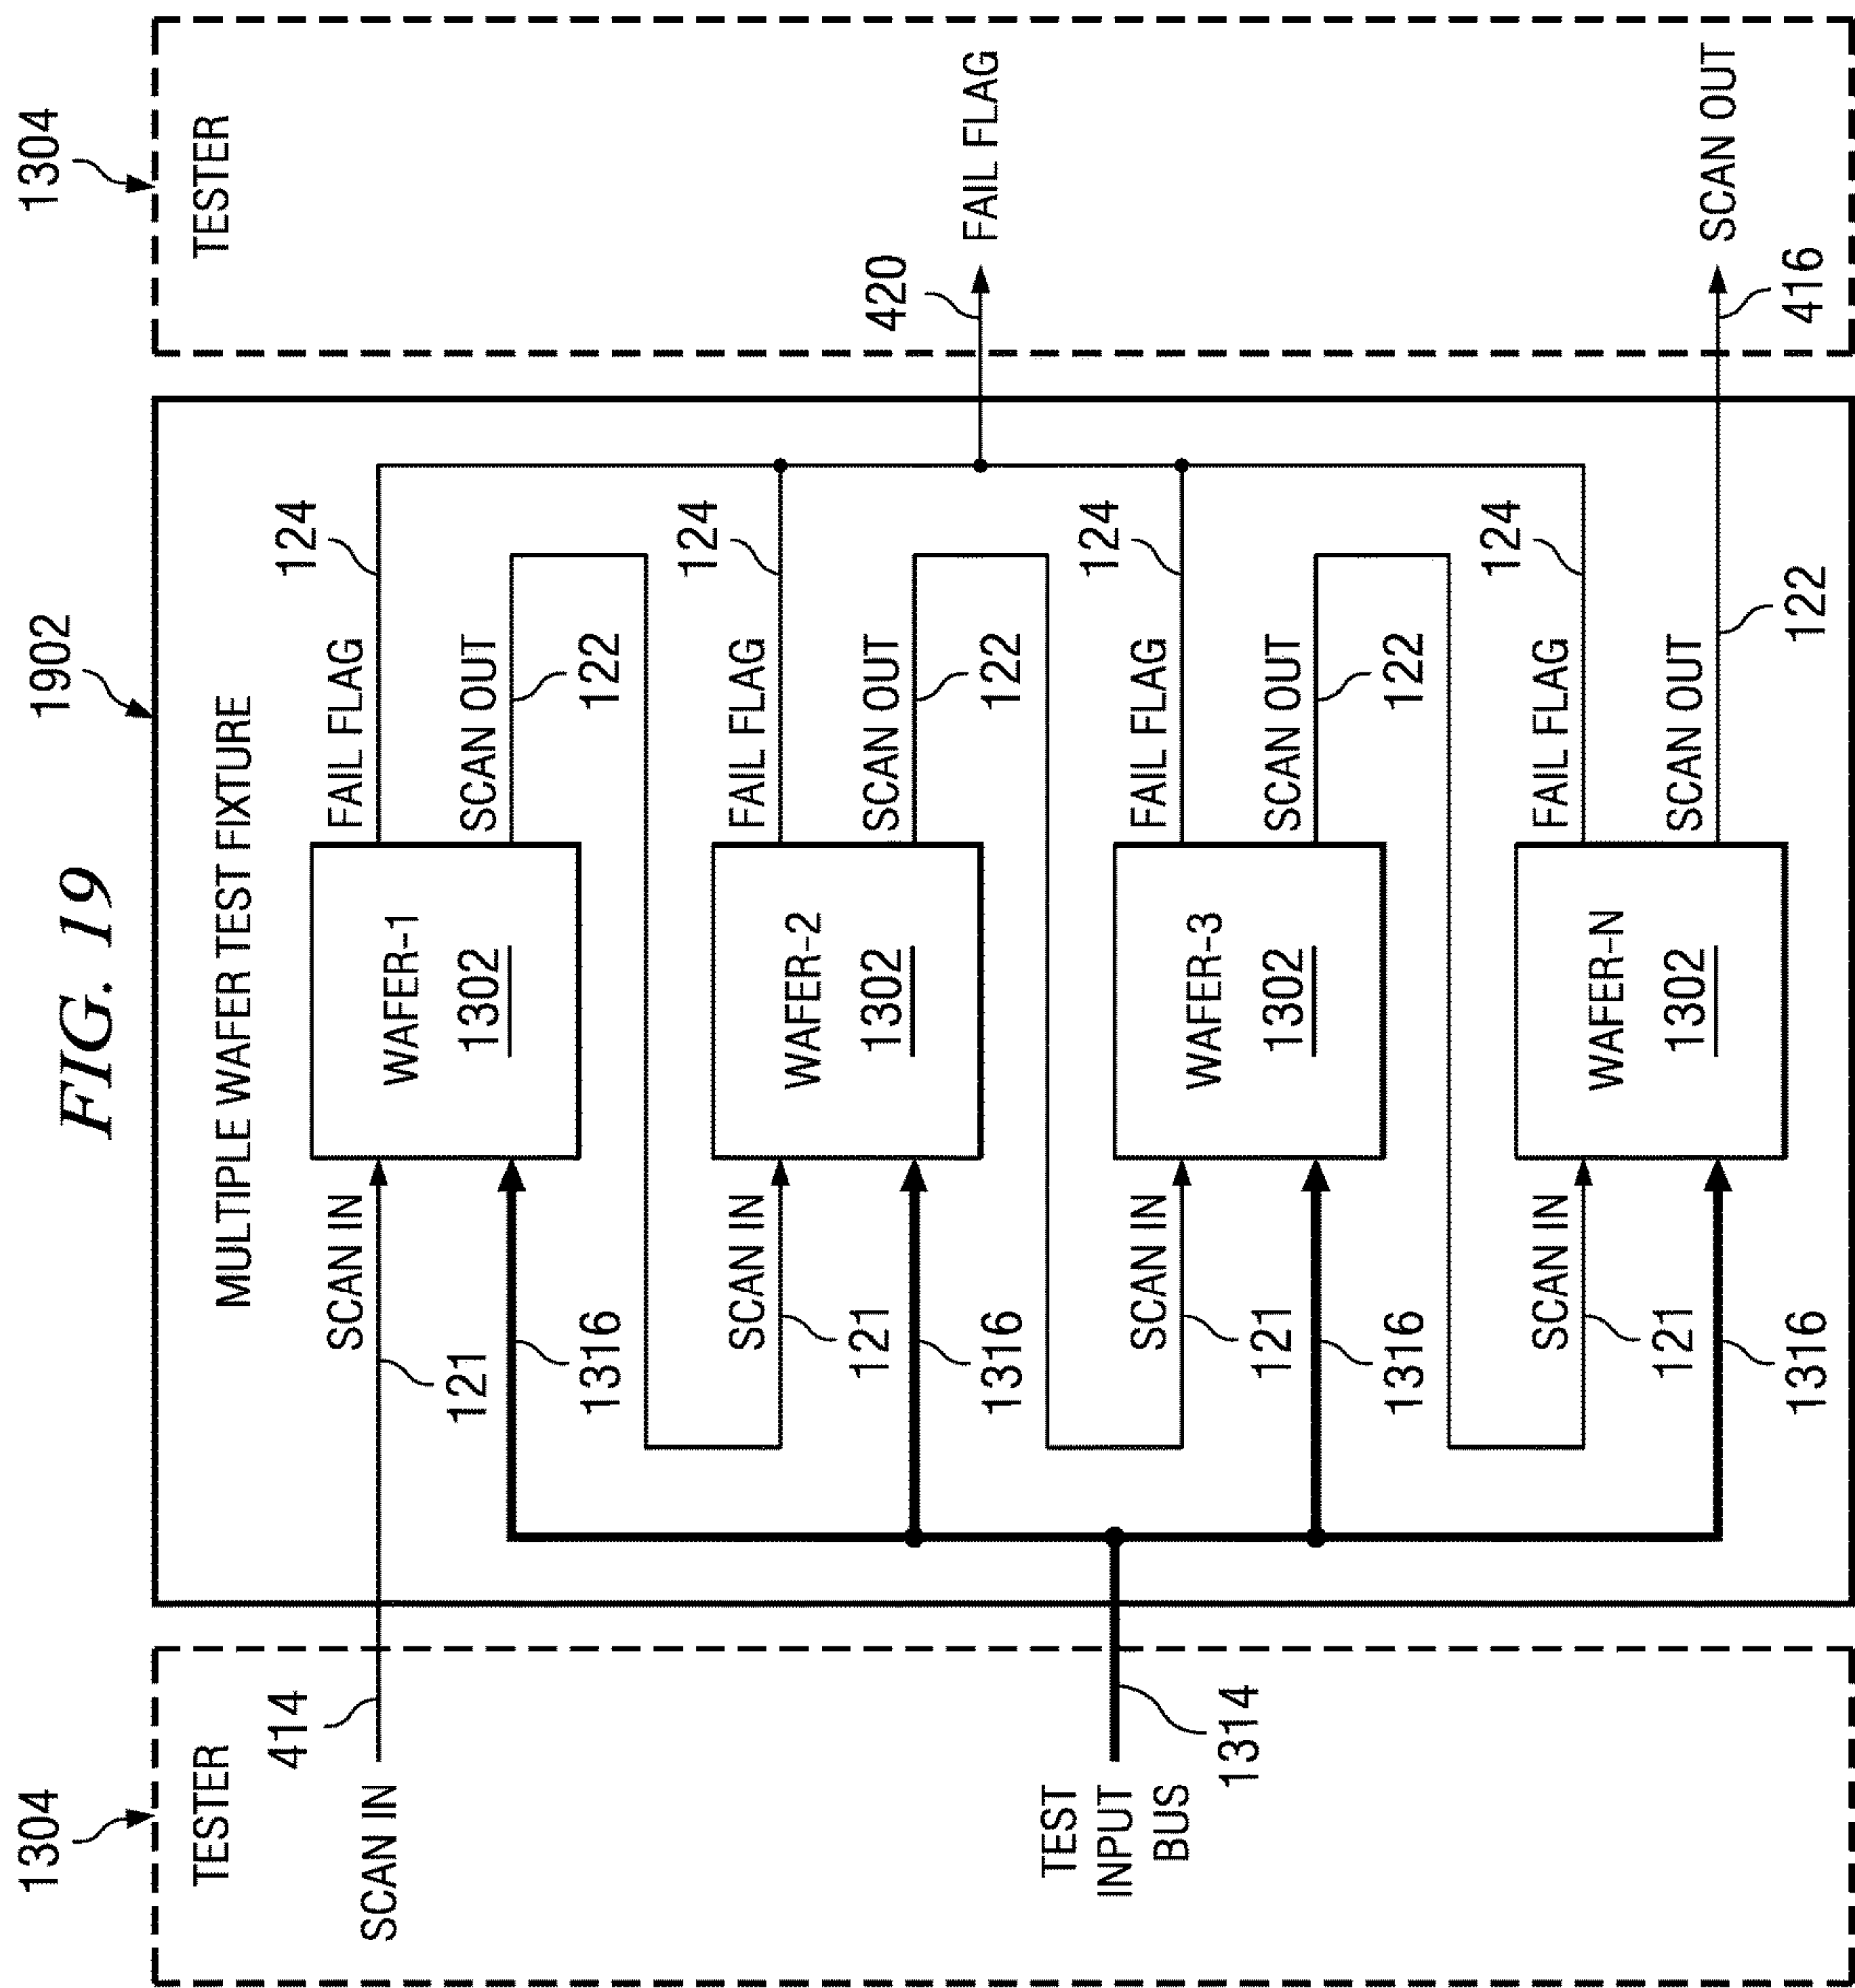 FIG. 19
1304
1902
1304
TESTER
MULTIPLE WAFER TEST FIXTURE
TESTER
414
SCAN IN
SCAN IN
121
1316
WAFER-1
1302
FAIL FLAG
124
SCAN OUT
122
SCAN IN
121
1316
WAFER-2
1302
FAIL FLAG
124
SCAN OUT
122
420
FAIL FLAG
TEST
INPUT
BUS
1314
SCAN IN
121
1316
WAFER-3
1302
FAIL FLAG
124
SCAN OUT
122
SCAN IN
121
1316
WAFER-N
1302
FAIL FLAG
124
SCAN OUT
122
SCAN OUT
416